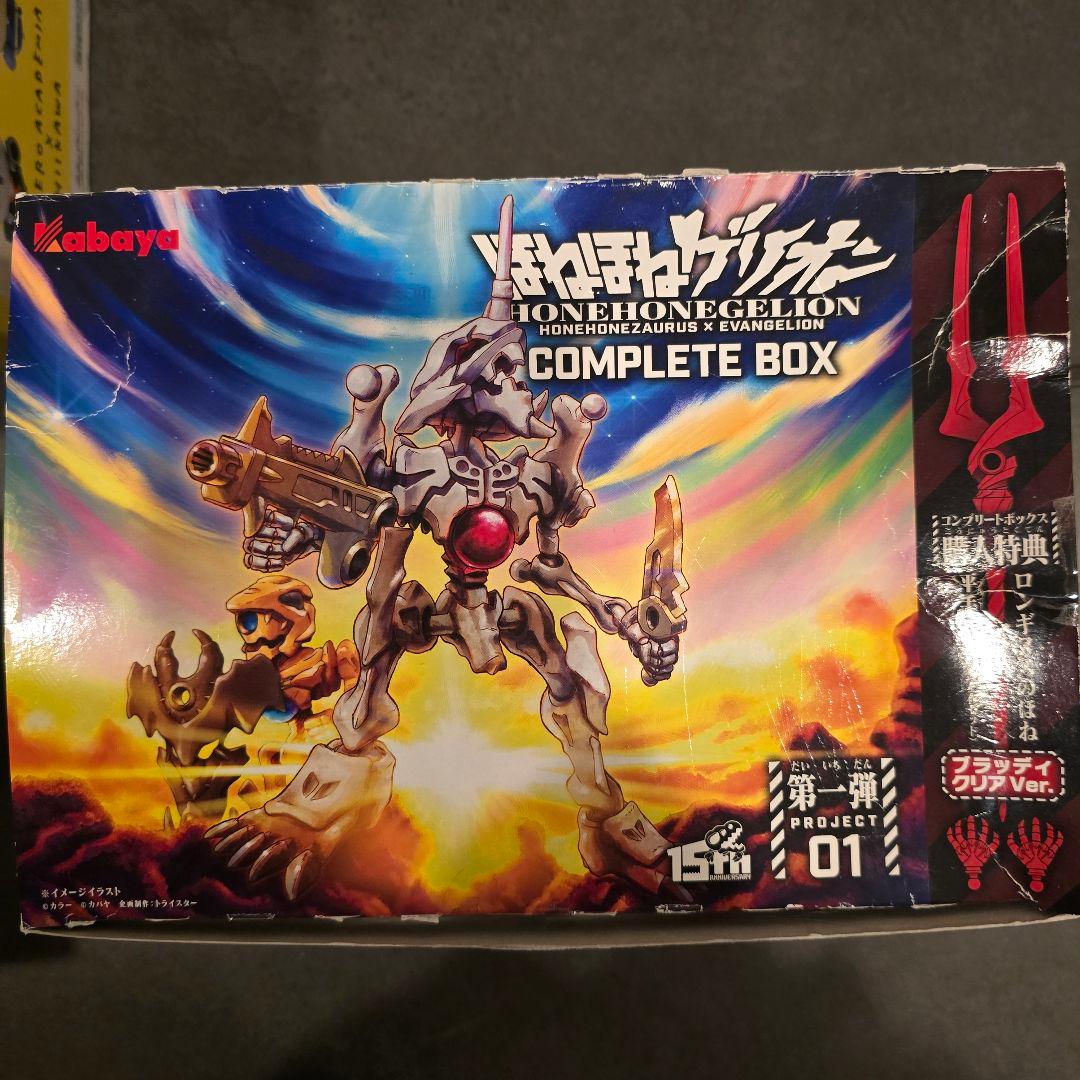 Kabaya
ほねほねゲリオン
HONEHONEGELION
HONEHONEZAURUS × EVANGELION
COMPLETE BOX
コンプリートボックス
購入特典
ロンギ
のほね
ブラッディ
クリアVer.
だい いち だん
第一弾
PROJECT
01
15th
ANNIVERSARY
※イメージイラスト
©カラー ©カバヤ 企画制作：トライスター
ERO ACADEMIA
×
KAWA